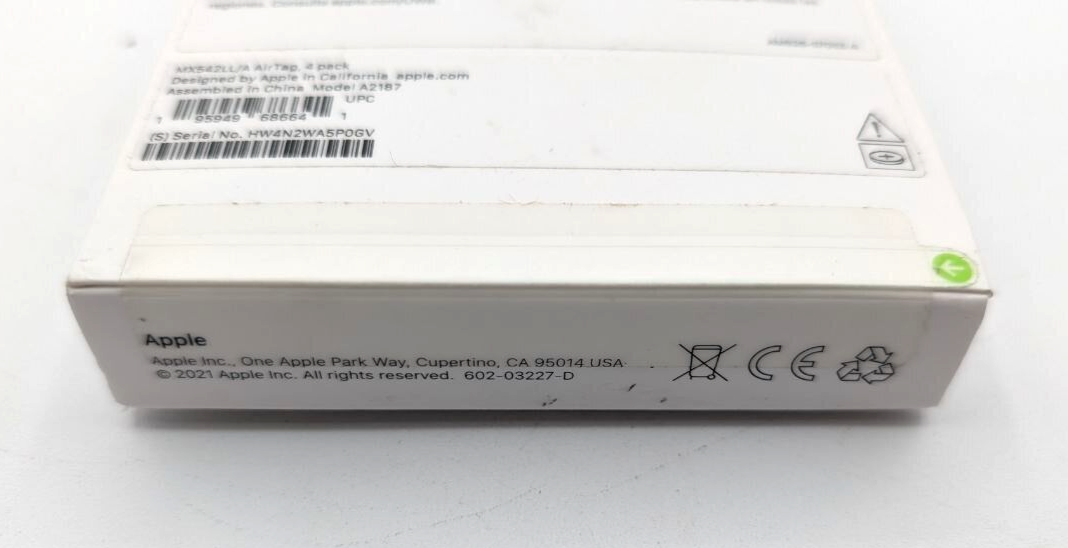 MX542LL/A AirTag, 4 pack
Designed by Apple in California apple.com
Assembled in China Model A2187
UPC
1 95949 68664 1
(S) Serial No. HW4N2WA5P0GV
Apple
Apple Inc., One Apple Park Way, Cupertino, CA 95014 USA
© 2021 Apple Inc. All rights reserved. 602-03227-D
CE